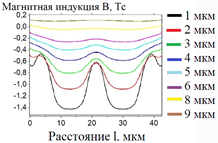 Магнитная индукция B, Тс
0,2
0,0
-0,2
-0,4
-0,6
-0,8
-1,0
-1,2
-1,4
0 10 20 30 40
Расстояние l, мкм
1 мкм
2 мкм
3 мкм
4 мкм
5 мкм
6 мкм
8 мкм
9 мкм